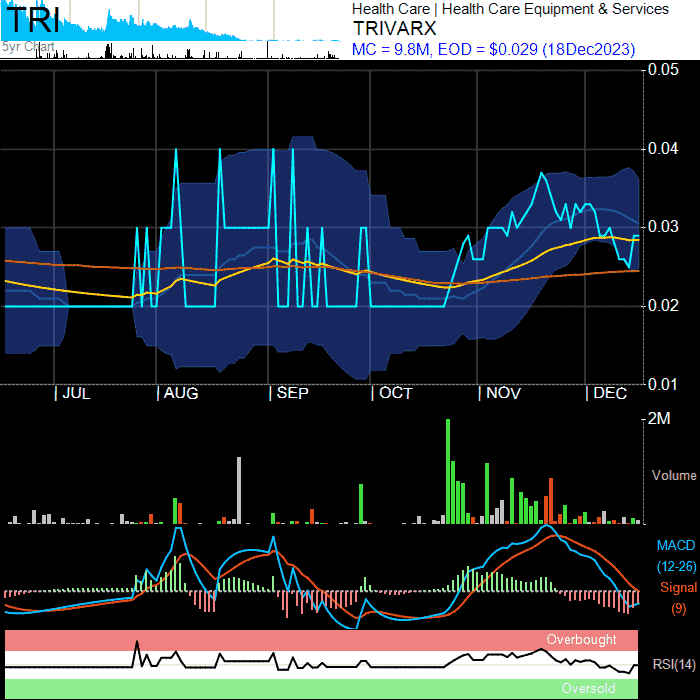 TRI
5yr Chart
Health Care | Health Care Equipment & Services
TRIVARX
MC = 9.8M, EOD = $0.029 (18Dec2023)
0.05
0.04
0.03
0.02
0.01
JUL
AUG
SEP
OCT
NOV
DEC
2M
Volume
MACD
(12-26)
Signal
(9)
Overbought
RSI(14)
Oversold